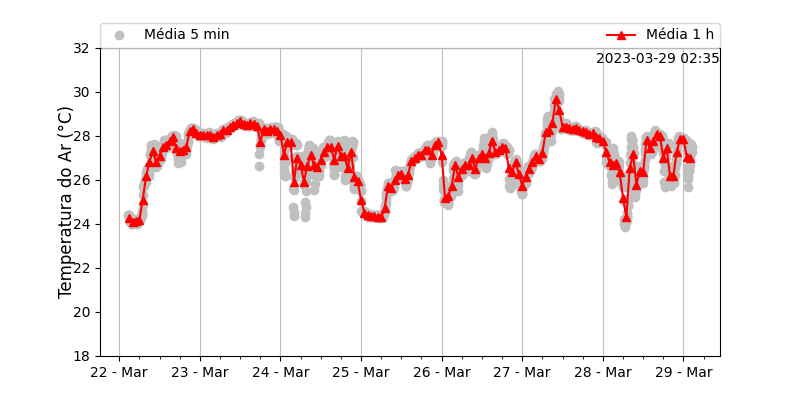 Média 5 min
Média 1 h
2023-03-29 02:35
Temperatura do Ar (°C)
32
30
28
26
24
22
20
18
22 - Mar
23 - Mar
24 - Mar
25 - Mar
26 - Mar
27 - Mar
28 - Mar
29 - Mar